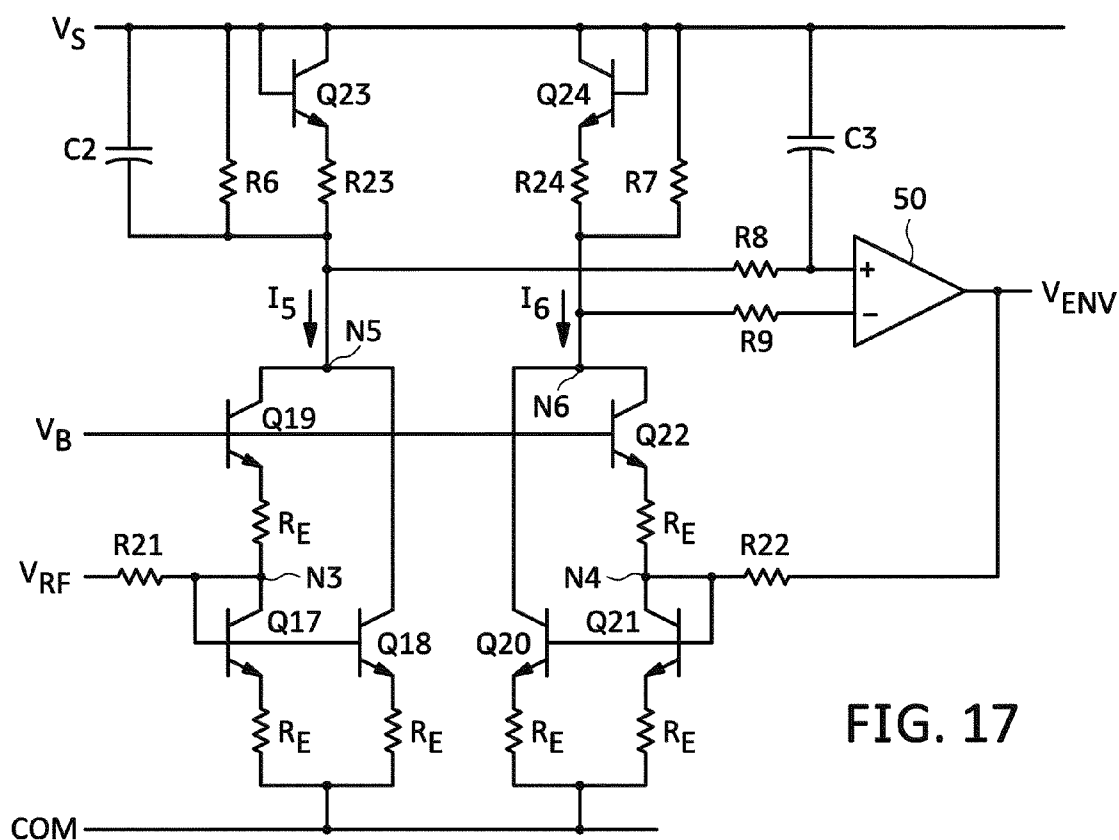 V_S
Q23
Q24
C2
R6
R23
R24
R7
C3
50
R8
+
I_5
I_6
−
V_ENV
R9
N5
N6
Q19
V_B
Q22
R_E
R_E
R21
R22
V_RF
N3
N4
Q17
Q18
Q20
Q21
R_E
R_E
R_E
R_E
FIG. 17
COM